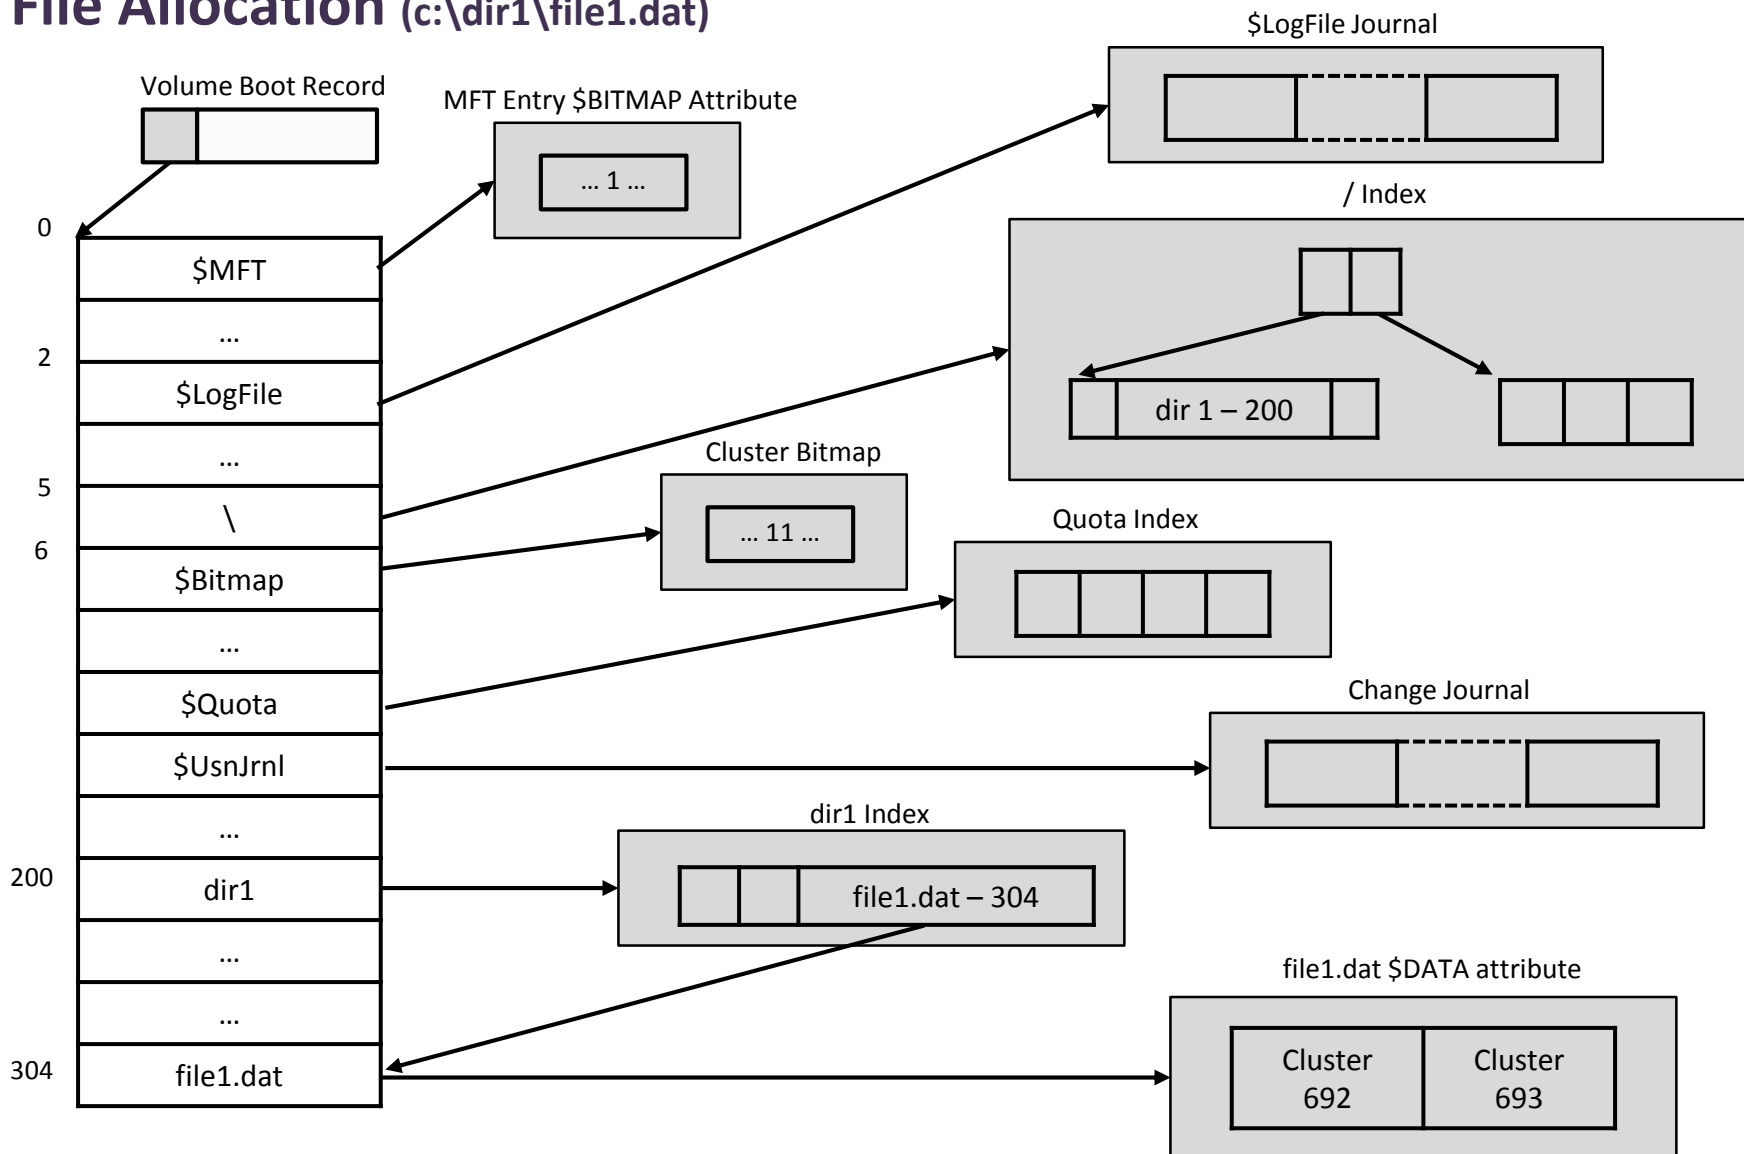 File Allocation (c:\dir1\file1.dat)
$LogFile Journal
Volume Boot Record
MFT Entry $BITMAP Attribute
... 1 ...
/ Index
0
$MFT
...
2
$LogFile
dir 1 – 200
...
Cluster Bitmap
5
\
... 11 ...
Quota Index
6
$Bitmap
...
$Quota
Change Journal
$UsnJrnl
...
dir1 Index
200
dir1
file1.dat – 304
...
file1.dat $DATA attribute
...
304
file1.dat
Cluster
692
Cluster
693